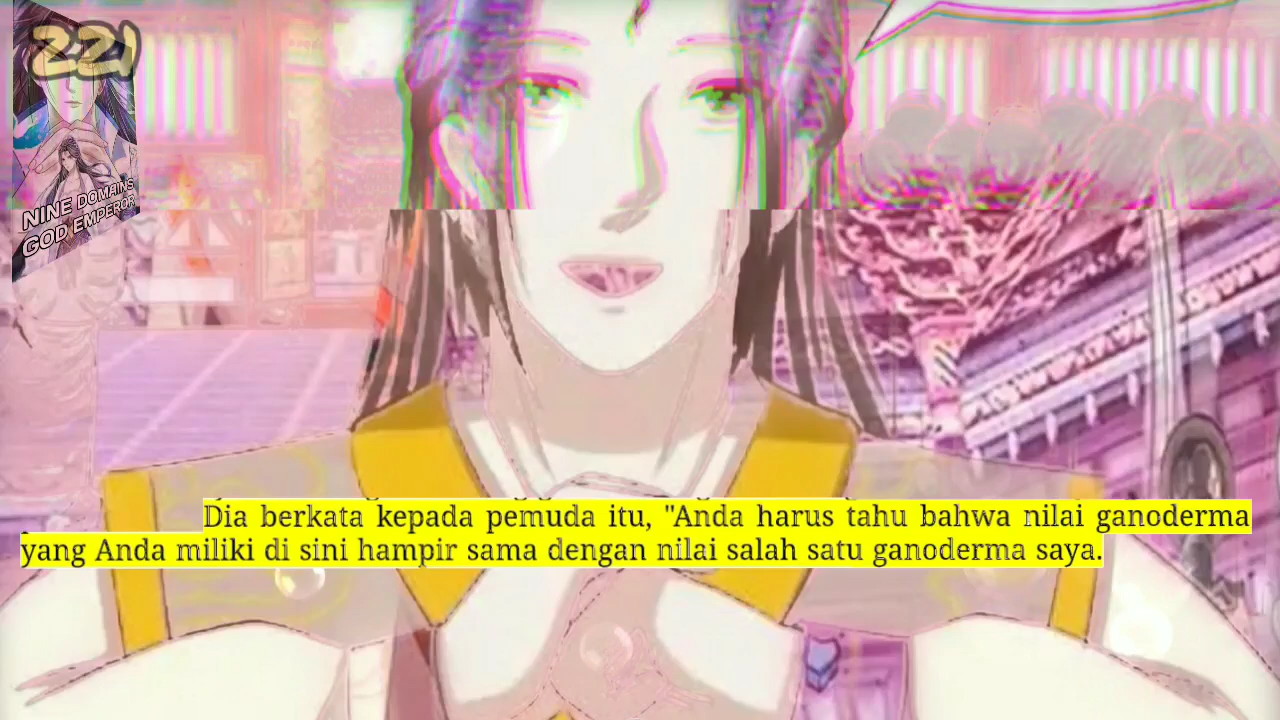 221
NINE DOMAINS
GOD EMPEROR
Dia berkata kepada pemuda itu, "Anda harus tahu bahwa nilai ganoderma
yang Anda miliki di sini hampir sama dengan nilai salah satu ganoderma saya.